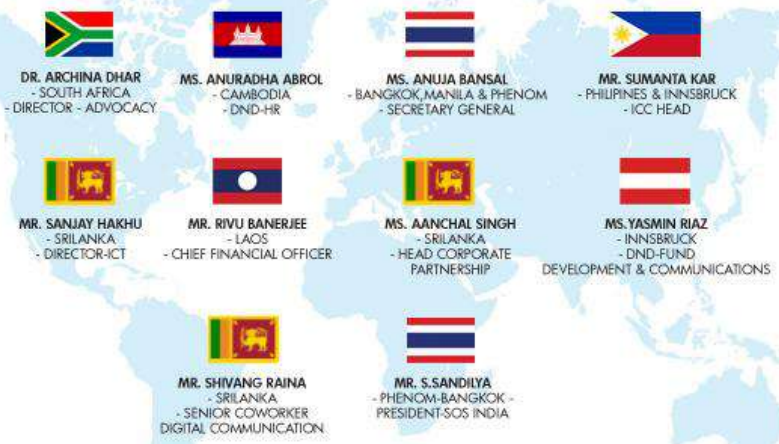 DR. ARCHINA DHAR
- SOUTH AFRICA
- DIRECTOR - ADVOCACY
MS. ANURADHA ABROL
- CAMBODIA
- DND-HR
MS. ANUJA BANSAL
- BANGKOK,MANILA & PHENOM
- SECRETARY GENERAL
MR. SUMANTA KAR
- PHILIPINES & INNSBRUCK
- ICC HEAD
MR. SANJAY HAKHU
- SRILANKA
- DIRECTOR-ICT
MR. RIVU BANERJEE
- LAOS
- CHIEF FINANCIAL OFFICER
MS. AANCHAL SINGH
- SRILANKA
- HEAD CORPORATE
PARTNERSHIP
MS.YASMIN RIAZ
- INNSBRUCK
- DND-FUND
DEVELOPMENT & COMMUNICATIONS
MR. SHIVANG RAINA
- SRILANKA
- SENIOR COWORKER
DIGITAL COMMUNICATION
MR. S.SANDILYA
- PHENOM-BANGKOK -
PRESIDENT-SOS INDIA